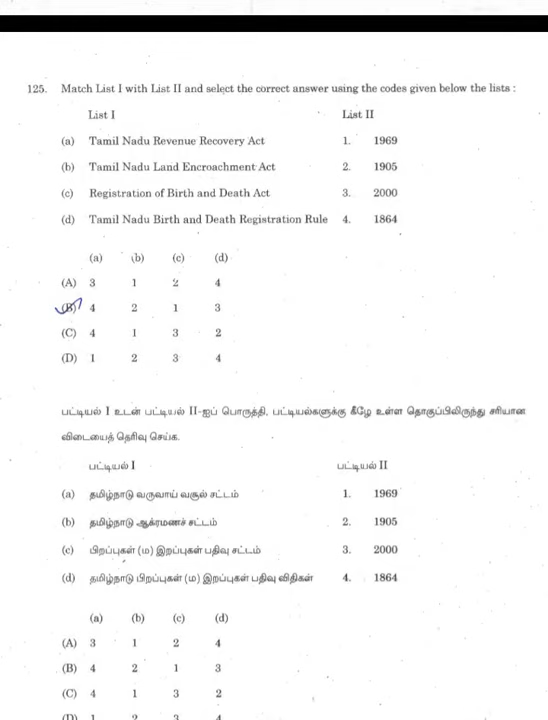 125. Match List I with List II and select the correct answer using the codes given below the lists :
List I List II
(a) Tamil Nadu Revenue Recovery Act 1. 1969
(b) Tamil Nadu Land Encroachment Act 2. 1905
(c) Registration of Birth and Death Act 3. 2000
(d) Tamil Nadu Birth and Death Registration Rule 4. 1864
(a) (b) (c) (d)
(A) 3 1 2 4
(B) 4 2 1 3
(C) 4 1 3 2
(D) 1 2 3 4
பட்டியல் I உடன் பட்டியல் II-ஐப் பொருத்தி, பட்டியல்களுக்கு கீழே உள்ள தொகுப்பிலிருந்து சரியான
விடையைத் தெரிவு செய்க.
பட்டியல் I பட்டியல் II
(a) தமிழ்நாடு வருவாய் வசூல் சட்டம் 1. 1969
(b) தமிழ்நாடு ஆக்ரமணச் சட்டம் 2. 1905
(c) பிறப்புகள் (ம) இறப்புகள் பதிவு சட்டம் 3. 2000
(d) தமிழ்நாடு பிறப்புகள் (ம) இறப்புகள் பதிவு விதிகள் 4. 1864
(a) (b) (c) (d)
(A) 3 1 2 4
(B) 4 2 1 3
(C) 4 1 3 2
(D) 1 2 3 4